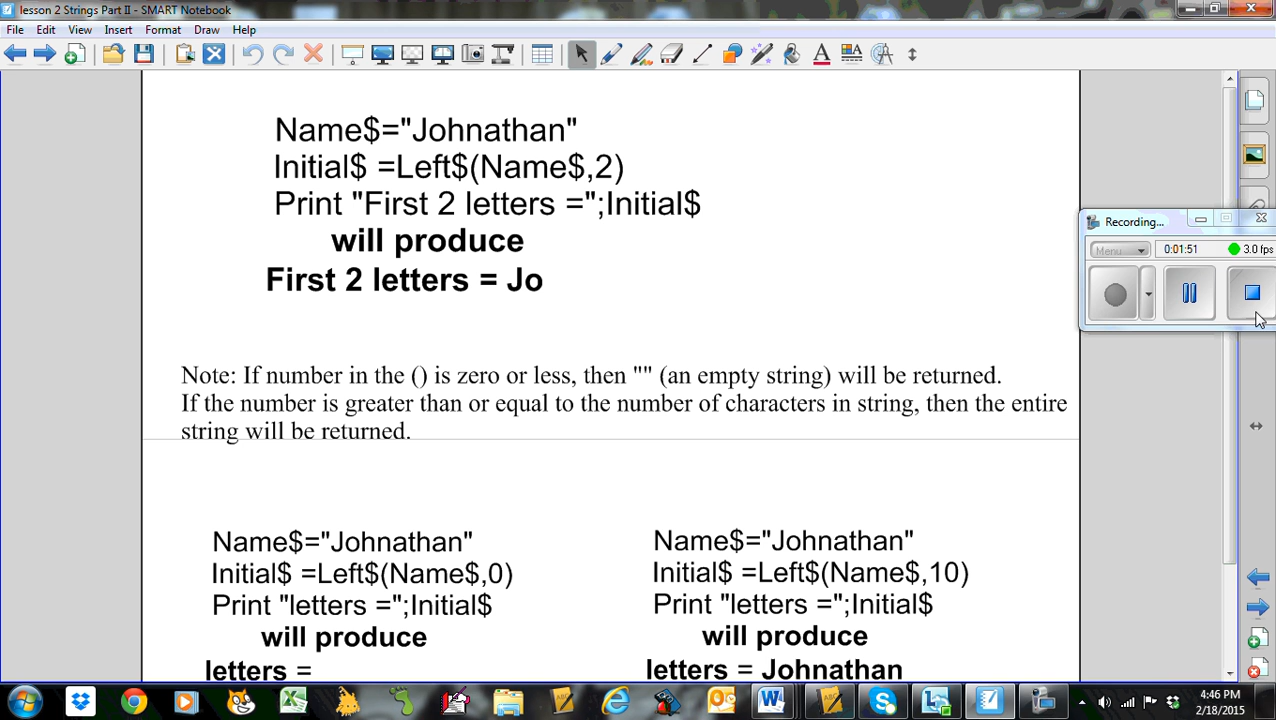 lesson 2 Strings Part II - SMART Notebook
File Edit View Insert Format Draw Help
Name$="Johnathan"
Initial$ =Left$(Name$,2)
Print "First 2 letters =";Initial$
will produce
First 2 letters = Jo
Recording...
Menu 0:01:51 3.0 fps
Note: If number in the () is zero or less, then "" (an empty string) will be returned.
If the number is greater than or equal to the number of characters in string, then the entire
string will be returned.
Name$="Johnathan"
Initial$ =Left$(Name$,0)
Print "letters =";Initial$
will produce
letters =
Name$="Johnathan"
Initial$ =Left$(Name$,10)
Print "letters =";Initial$
will produce
letters = Johnathan
4:46 PM
2/18/2015